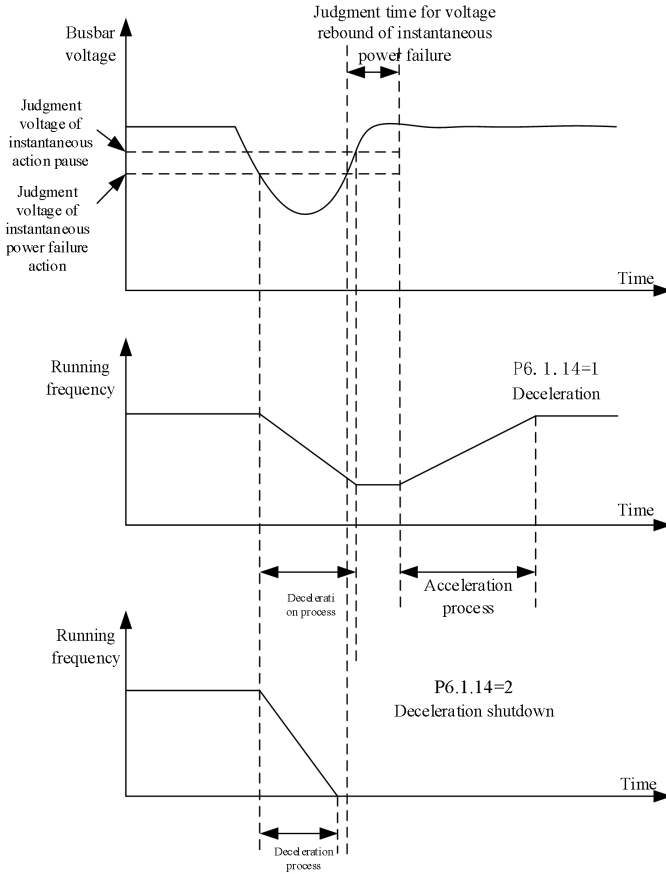 Judgment time for voltage
rebound of instantaneous
power failure
Busbar
voltage
Judgment
voltage of
instantaneous
action pause
Judgment
voltage of
instantaneous
power failure
action
Time
Running
frequency
P6. 1. 14=1
Deceleration
Time
Decelerati
on process
Acceleration
process
Running
frequency
P6.1.14=2
Deceleration shutdown
Time
Deceleration
process